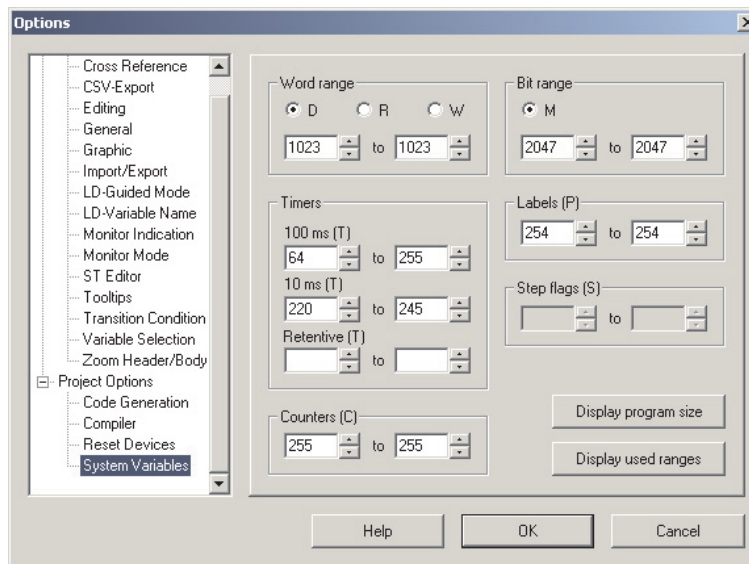 Options
Cross Reference
CSV-Export
Editing
General
Graphic
Import/Export
LD-Guided Mode
LD-Variable Name
Monitor Indication
Monitor Mode
ST Editor
Tooltips
Transition Condition
Variable Selection
Zoom Header/Body
Project Options
Code Generation
Compiler
Reset Devices
System Variables
Word range
D R W
1023 to 1023
Timers
100 ms (T)
64 to 255
10 ms (T)
220 to 245
Retentive (T)
to
Counters (C)
255 to 255
Bit range
M
2047 to 2047
Labels (P)
254 to 254
Step flags (S)
to
Display program size
Display used ranges
Help OK Cancel